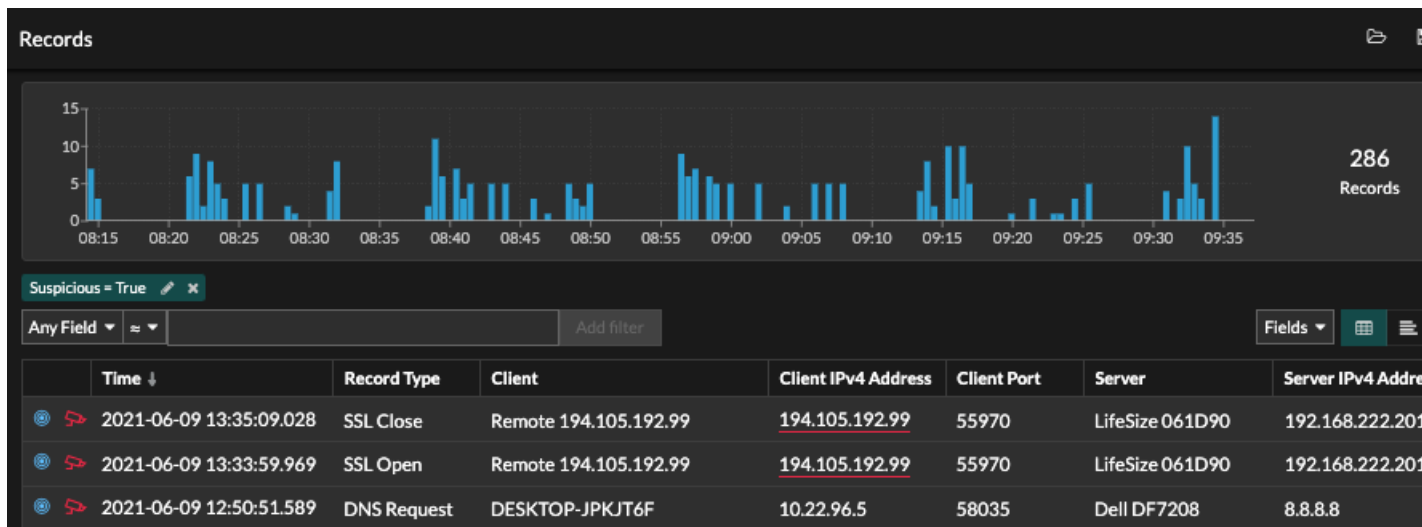 Records
15
10
5
0
08:15 08:20 08:25 08:30 08:35 08:40 08:45 08:50 08:55 09:00 09:05 09:10 09:15 09:20 09:25 09:30 09:35
286
Records
Suspicious = True
Any Field ≈ Add filter Fields
Time ↓ Record Type Client Client IPv4 Address Client Port Server Server IPv4 Addre
2021-06-09 13:35:09.028 SSL Close Remote 194.105.192.99 194.105.192.99 55970 LifeSize 061D90 192.168.222.201
2021-06-09 13:33:59.969 SSL Open Remote 194.105.192.99 194.105.192.99 55970 LifeSize 061D90 192.168.222.201
2021-06-09 12:50:51.589 DNS Request DESKTOP-JPKJT6F 10.22.96.5 58035 Dell DF7208 8.8.8.8